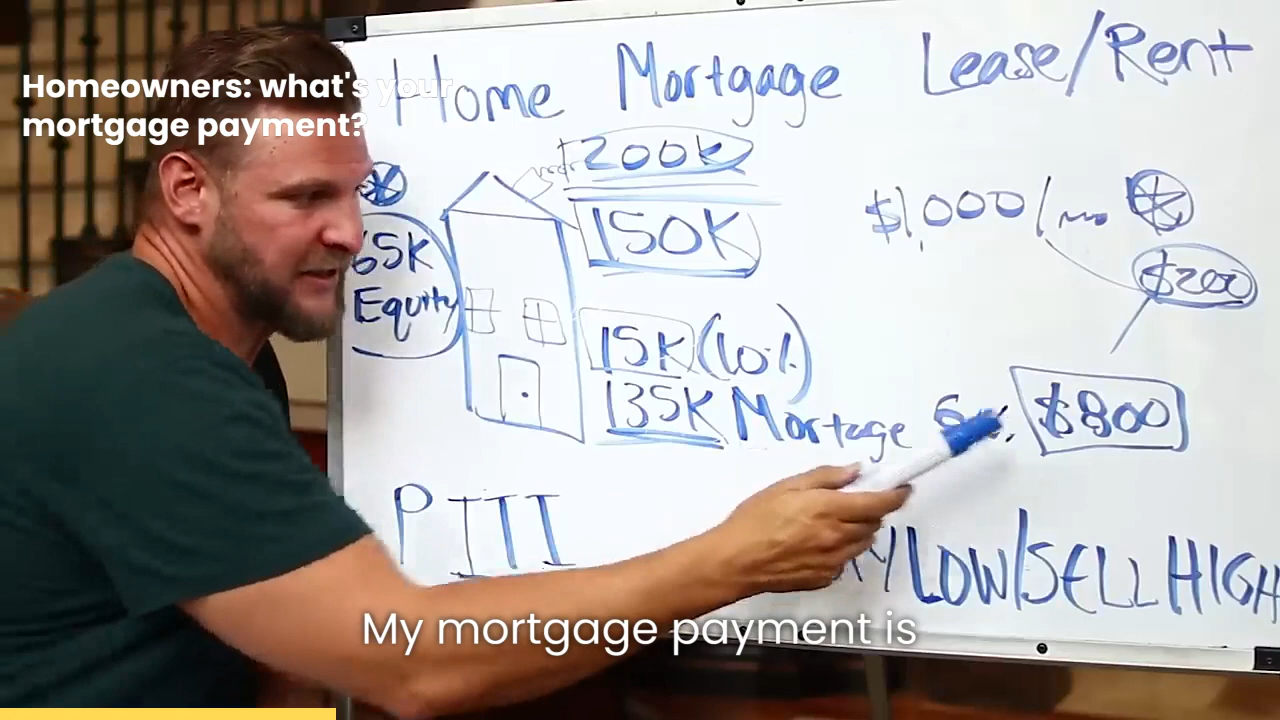 Homeowners: what's your
mortgage payment?
Home Mortgage
Lease/Rent
$200K
150K
65K
Equity
$1,000/mo
$200
15K (10%)
135K Mortage
$800
PITI
LOW/SELL HIGH
My mortgage payment is